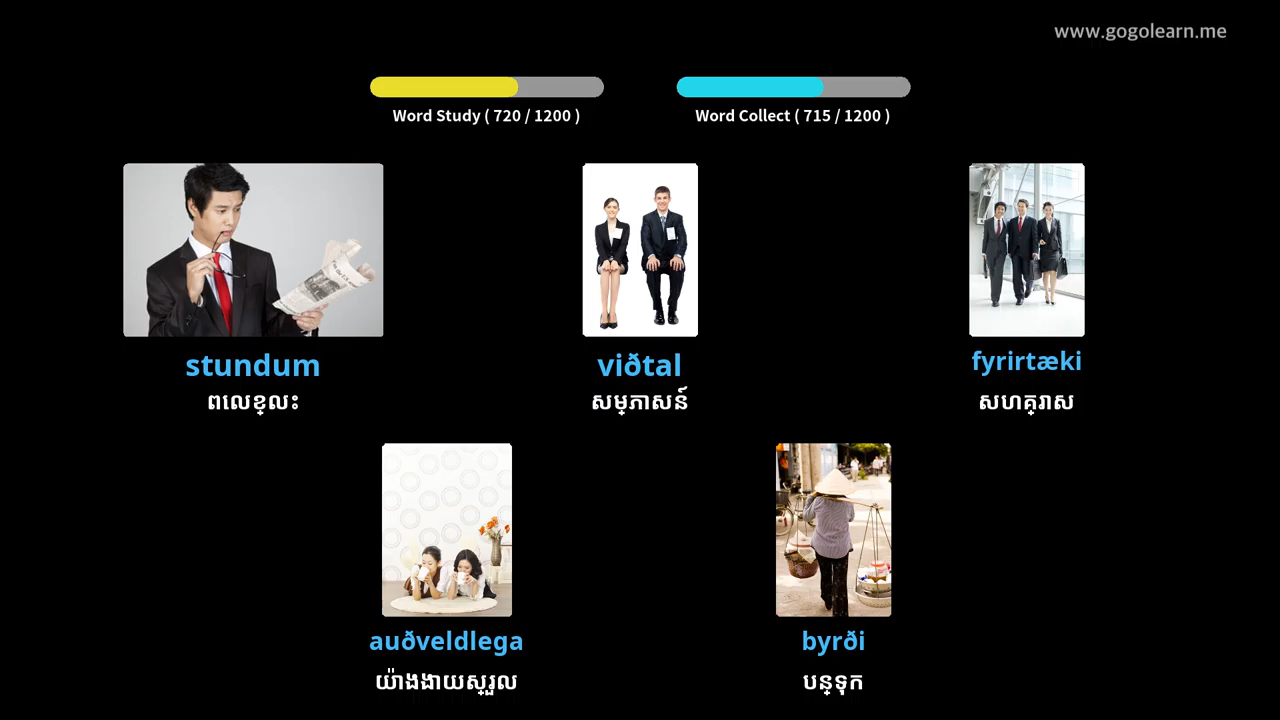 www.gogolearn.me
Word Study ( 720 / 1200 )
Word Collect ( 715 / 1200 )
stundum
ពេលខ្លះ
viðtal
សម្ភាសន៍
fyrirtæki
សហគ្រាស
auðveldlega
យ៉ាងងាយស្រួល
byrði
បន្ទុក